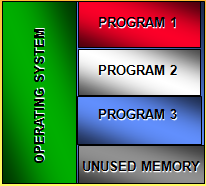 OPERATING SYSTEM
PROGRAM 1
PROGRAM 2
PROGRAM 3
UNUSED MEMORY